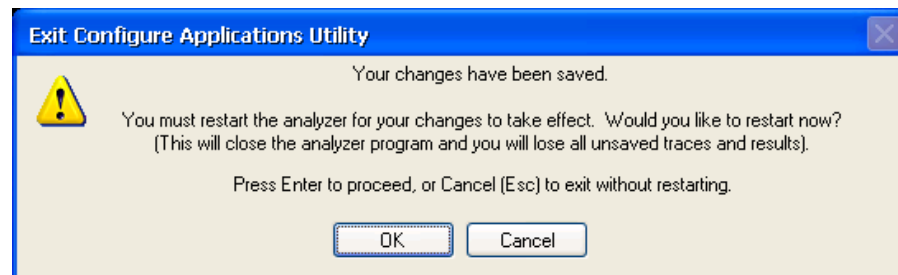 Exit Configure Applications Utility
Your changes have been saved.
You must restart the analyzer for your changes to take effect.  Would you like to restart now?
(This will close the analyzer program and you will lose all unsaved traces and results).
Press Enter to proceed, or Cancel (Esc) to exit without restarting.
OK
Cancel